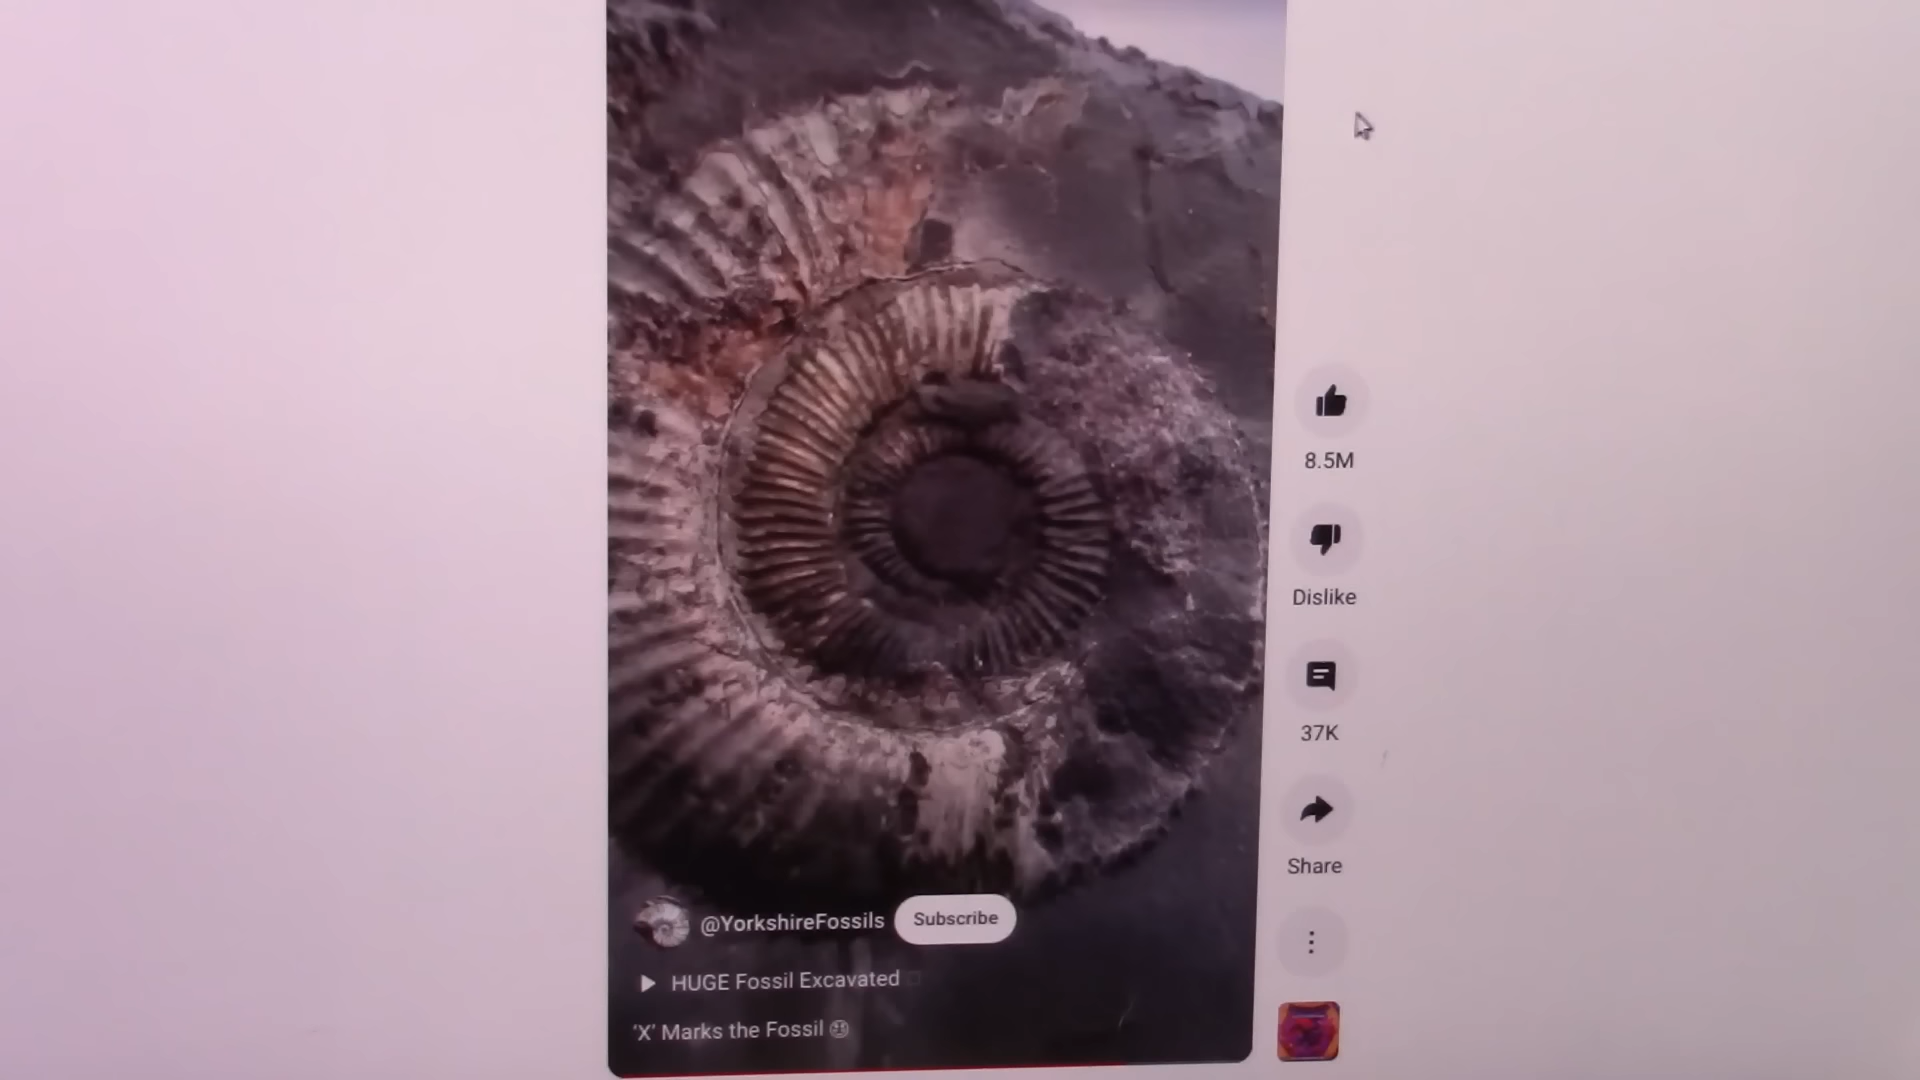 8.5M
Dislike
37K
Share
@YorkshireFossils Subscribe
HUGE Fossil Excavated
'X' Marks the Fossil